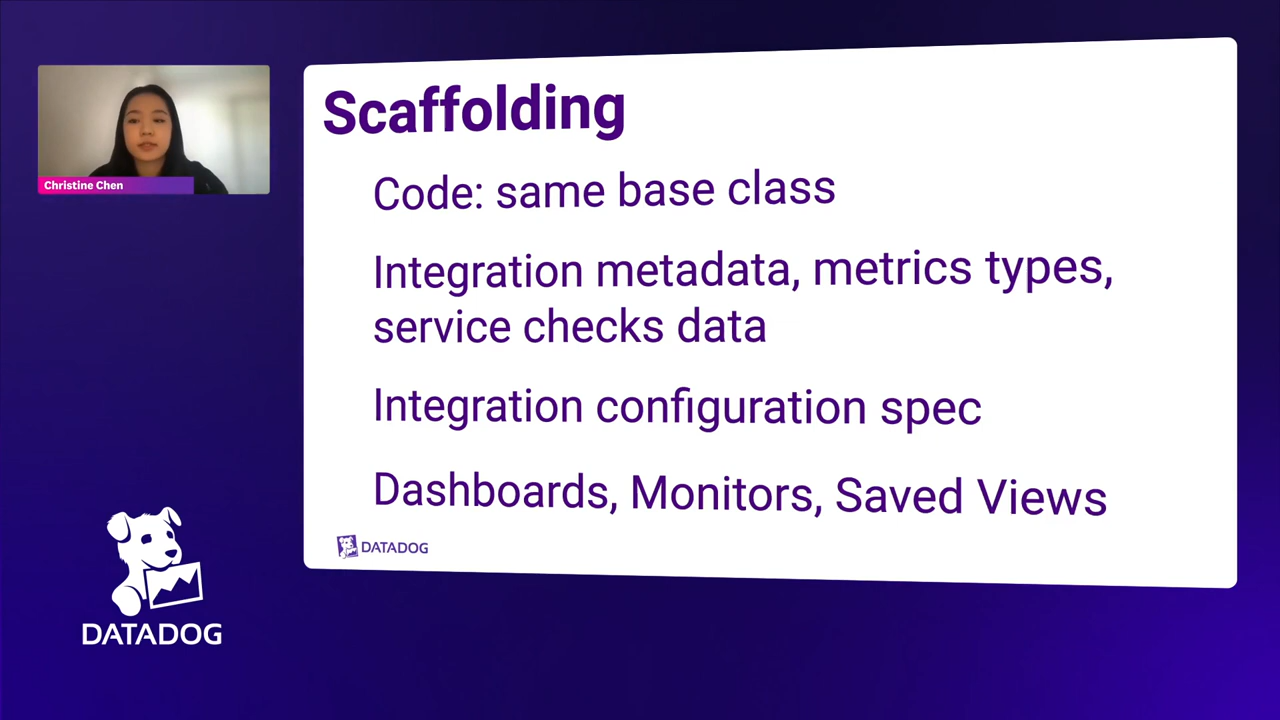 Scaffolding
Code: same base class
Integration metadata, metrics types,
service checks data
Integration configuration spec
Dashboards, Monitors, Saved Views
DATADOG
Christine Chen
DATADOG